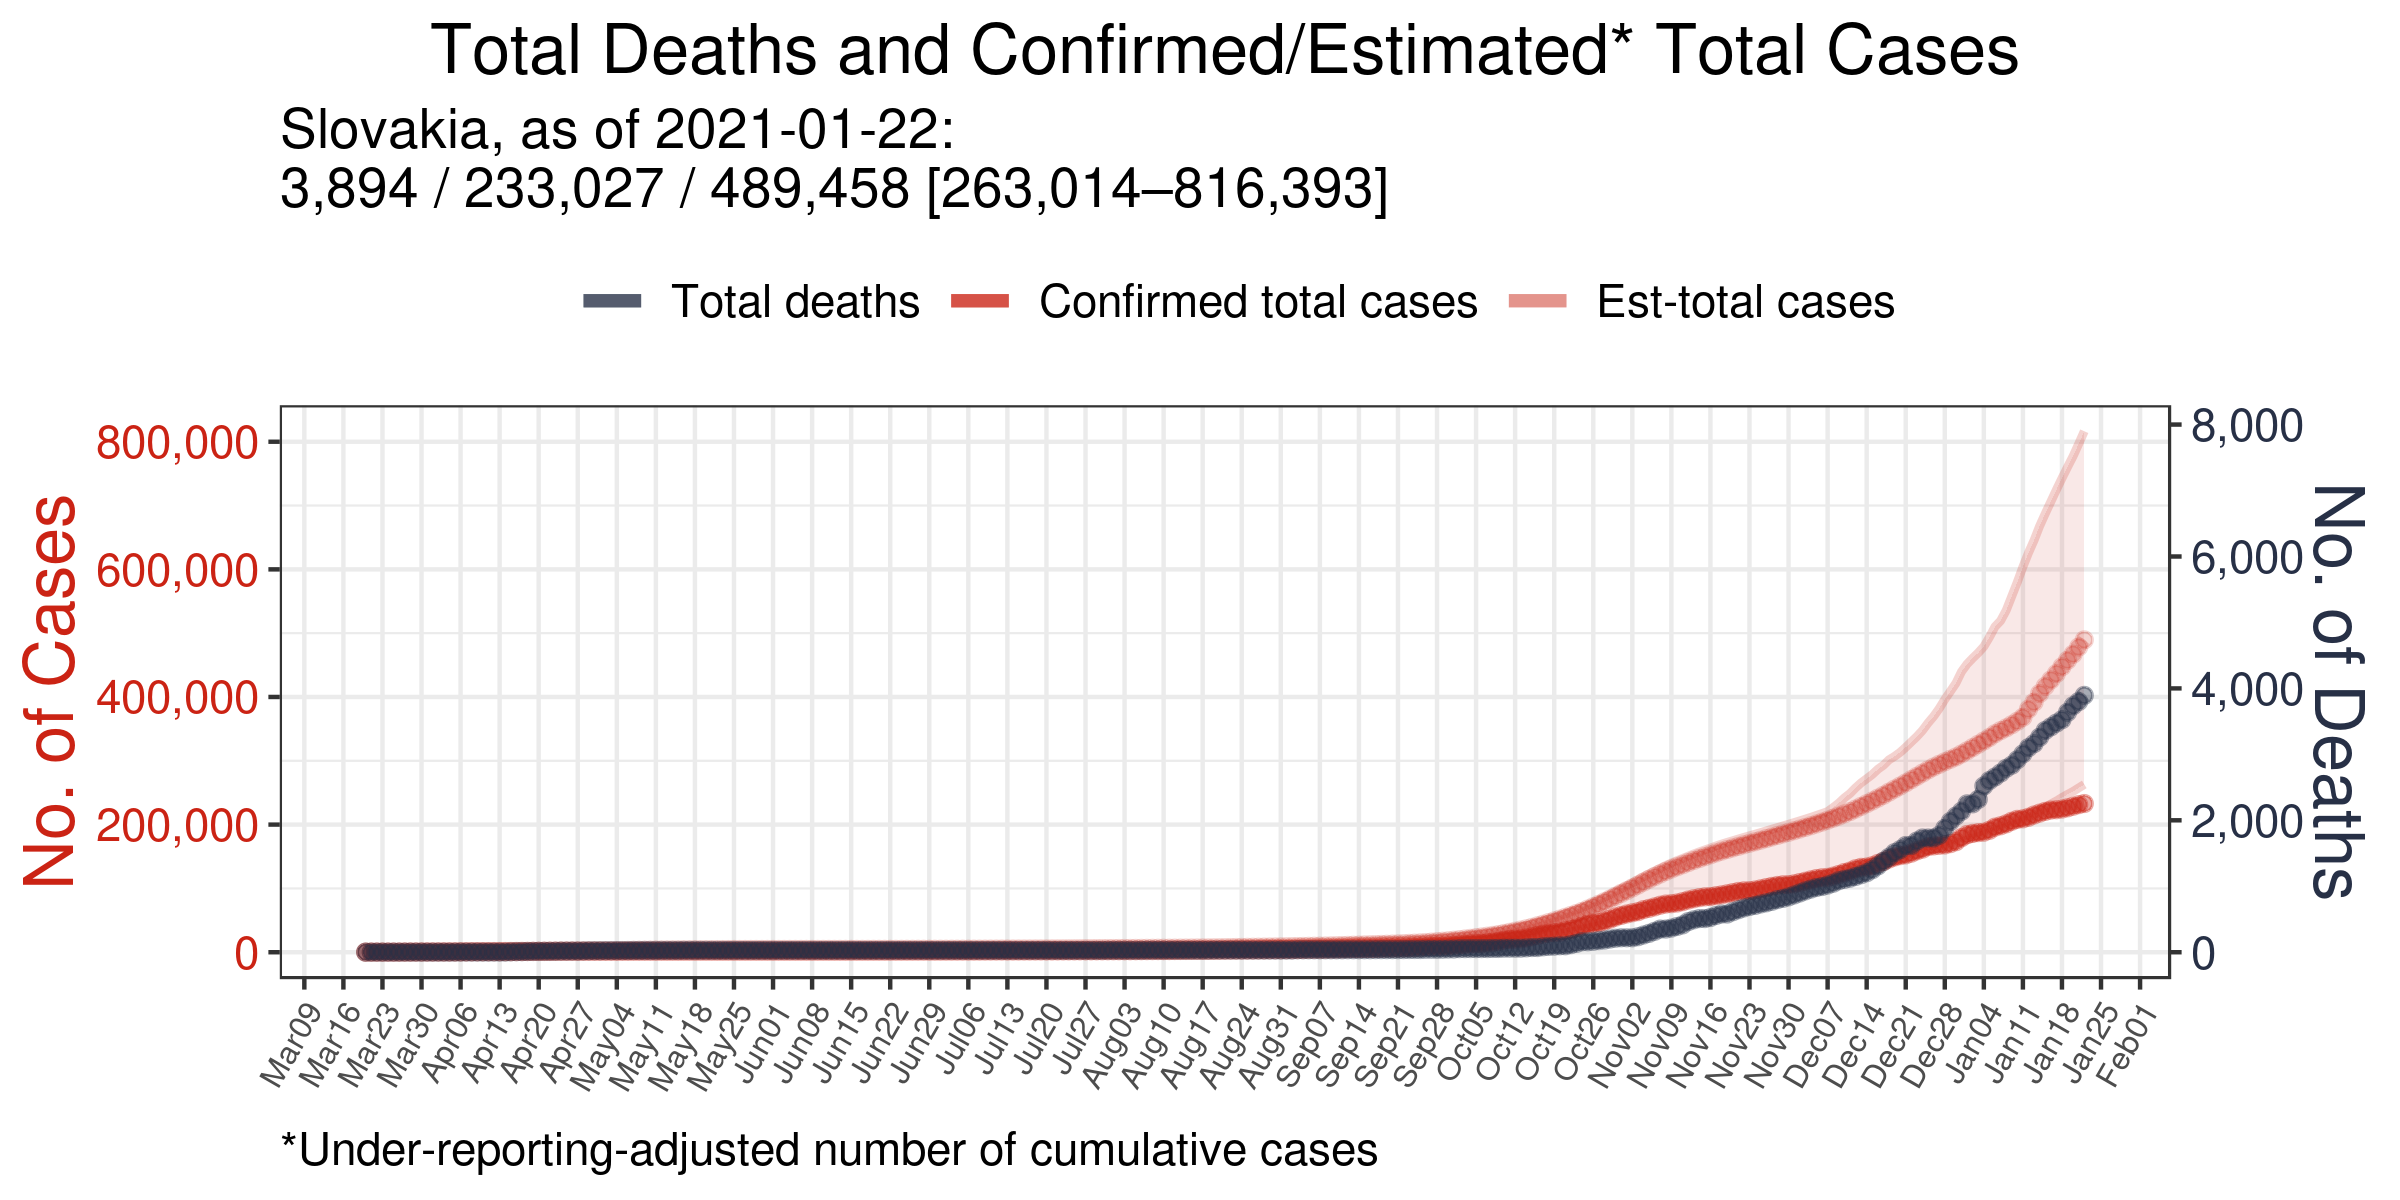 Total Deaths and Confirmed/Estimated* Total Cases
Slovakia, as of 2021-01-22:
3,894 / 233,027 / 489,458 [263,014–816,393]
Total deaths
Confirmed total cases
Est-total cases
No. of Cases
800,000
600,000
400,000
200,000
0
8,000
6,000
4,000
2,000
0
No. of Deaths
Mar09
Mar16
Mar23
Mar30
Apr06
Apr13
Apr20
Apr27
May04
May11
May18
May25
Jun01
Jun08
Jun15
Jun22
Jun29
Jul06
Jul13
Jul20
Jul27
Aug03
Aug10
Aug17
Aug24
Aug31
Sep07
Sep14
Sep21
Sep28
Oct05
Oct12
Oct19
Oct26
Nov02
Nov09
Nov16
Nov23
Nov30
Dec07
Dec14
Dec21
Dec28
Jan04
Jan11
Jan18
Jan25
Feb01
*Under-reporting-adjusted number of cumulative cases